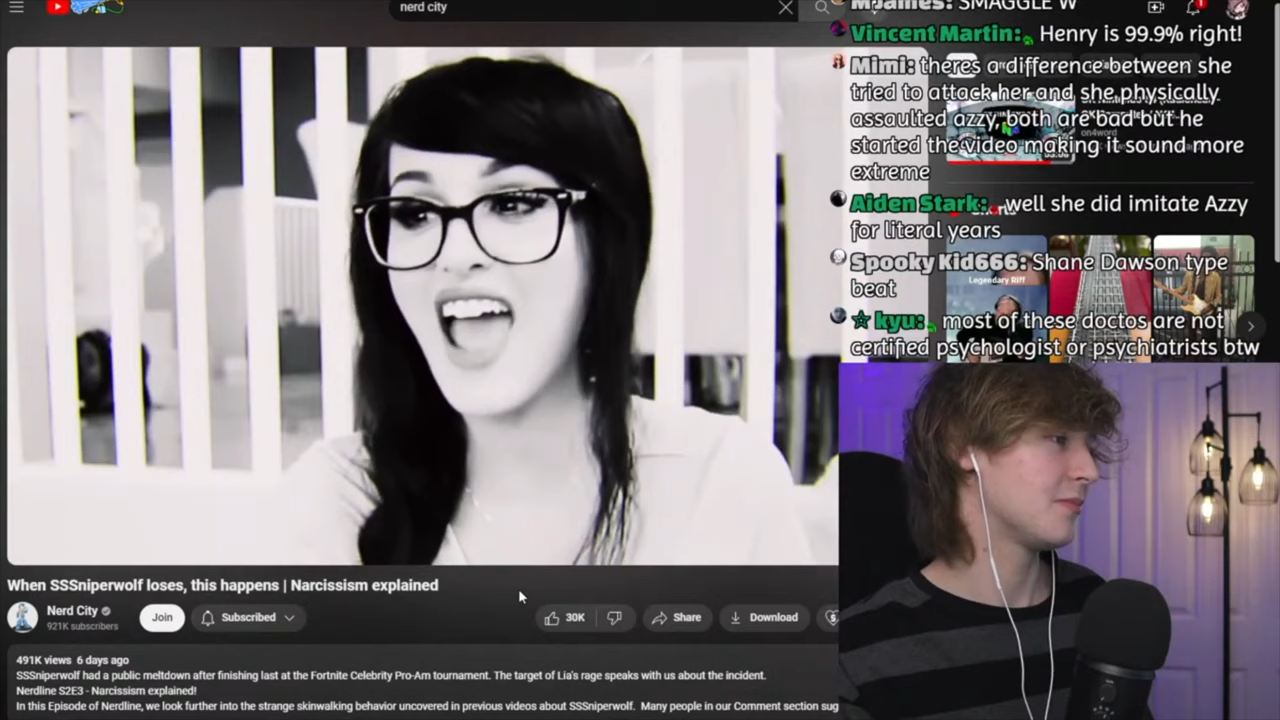 nerd city
MJames: SMAGGLE W
Vincent Martin: Henry is 99.9% right!
Mimi: theres a difference between she
tried to attack her and she physically
assaulted azzy, both are bad but he
started the video making it sound more
extreme
on4word
Aiden Stark: well she did imitate Azzy
for literal years
Spooky Kid666: Shane Dawson type
beat
Legendary Riff
kyu: most of these doctos are not
certified psychologist or psychiatrists btw
When SSSniperwolf loses, this happens | Narcissism explained
Nerd City
921K subscribers
Join
Subscribed
30K
Share
Download
491K views 6 days ago
SSSniperwolf had a public meltdown after finishing last at the Fortnite Celebrity Pro-Am tournament. The target of Lia's rage speaks with us about the incident.
Nerdline S2E3 - Narcissism explained!
In this Episode of Nerdline, we look further into the strange skinwalking behavior uncovered in previous videos about SSSniperwolf. Many people in our Comment section sug